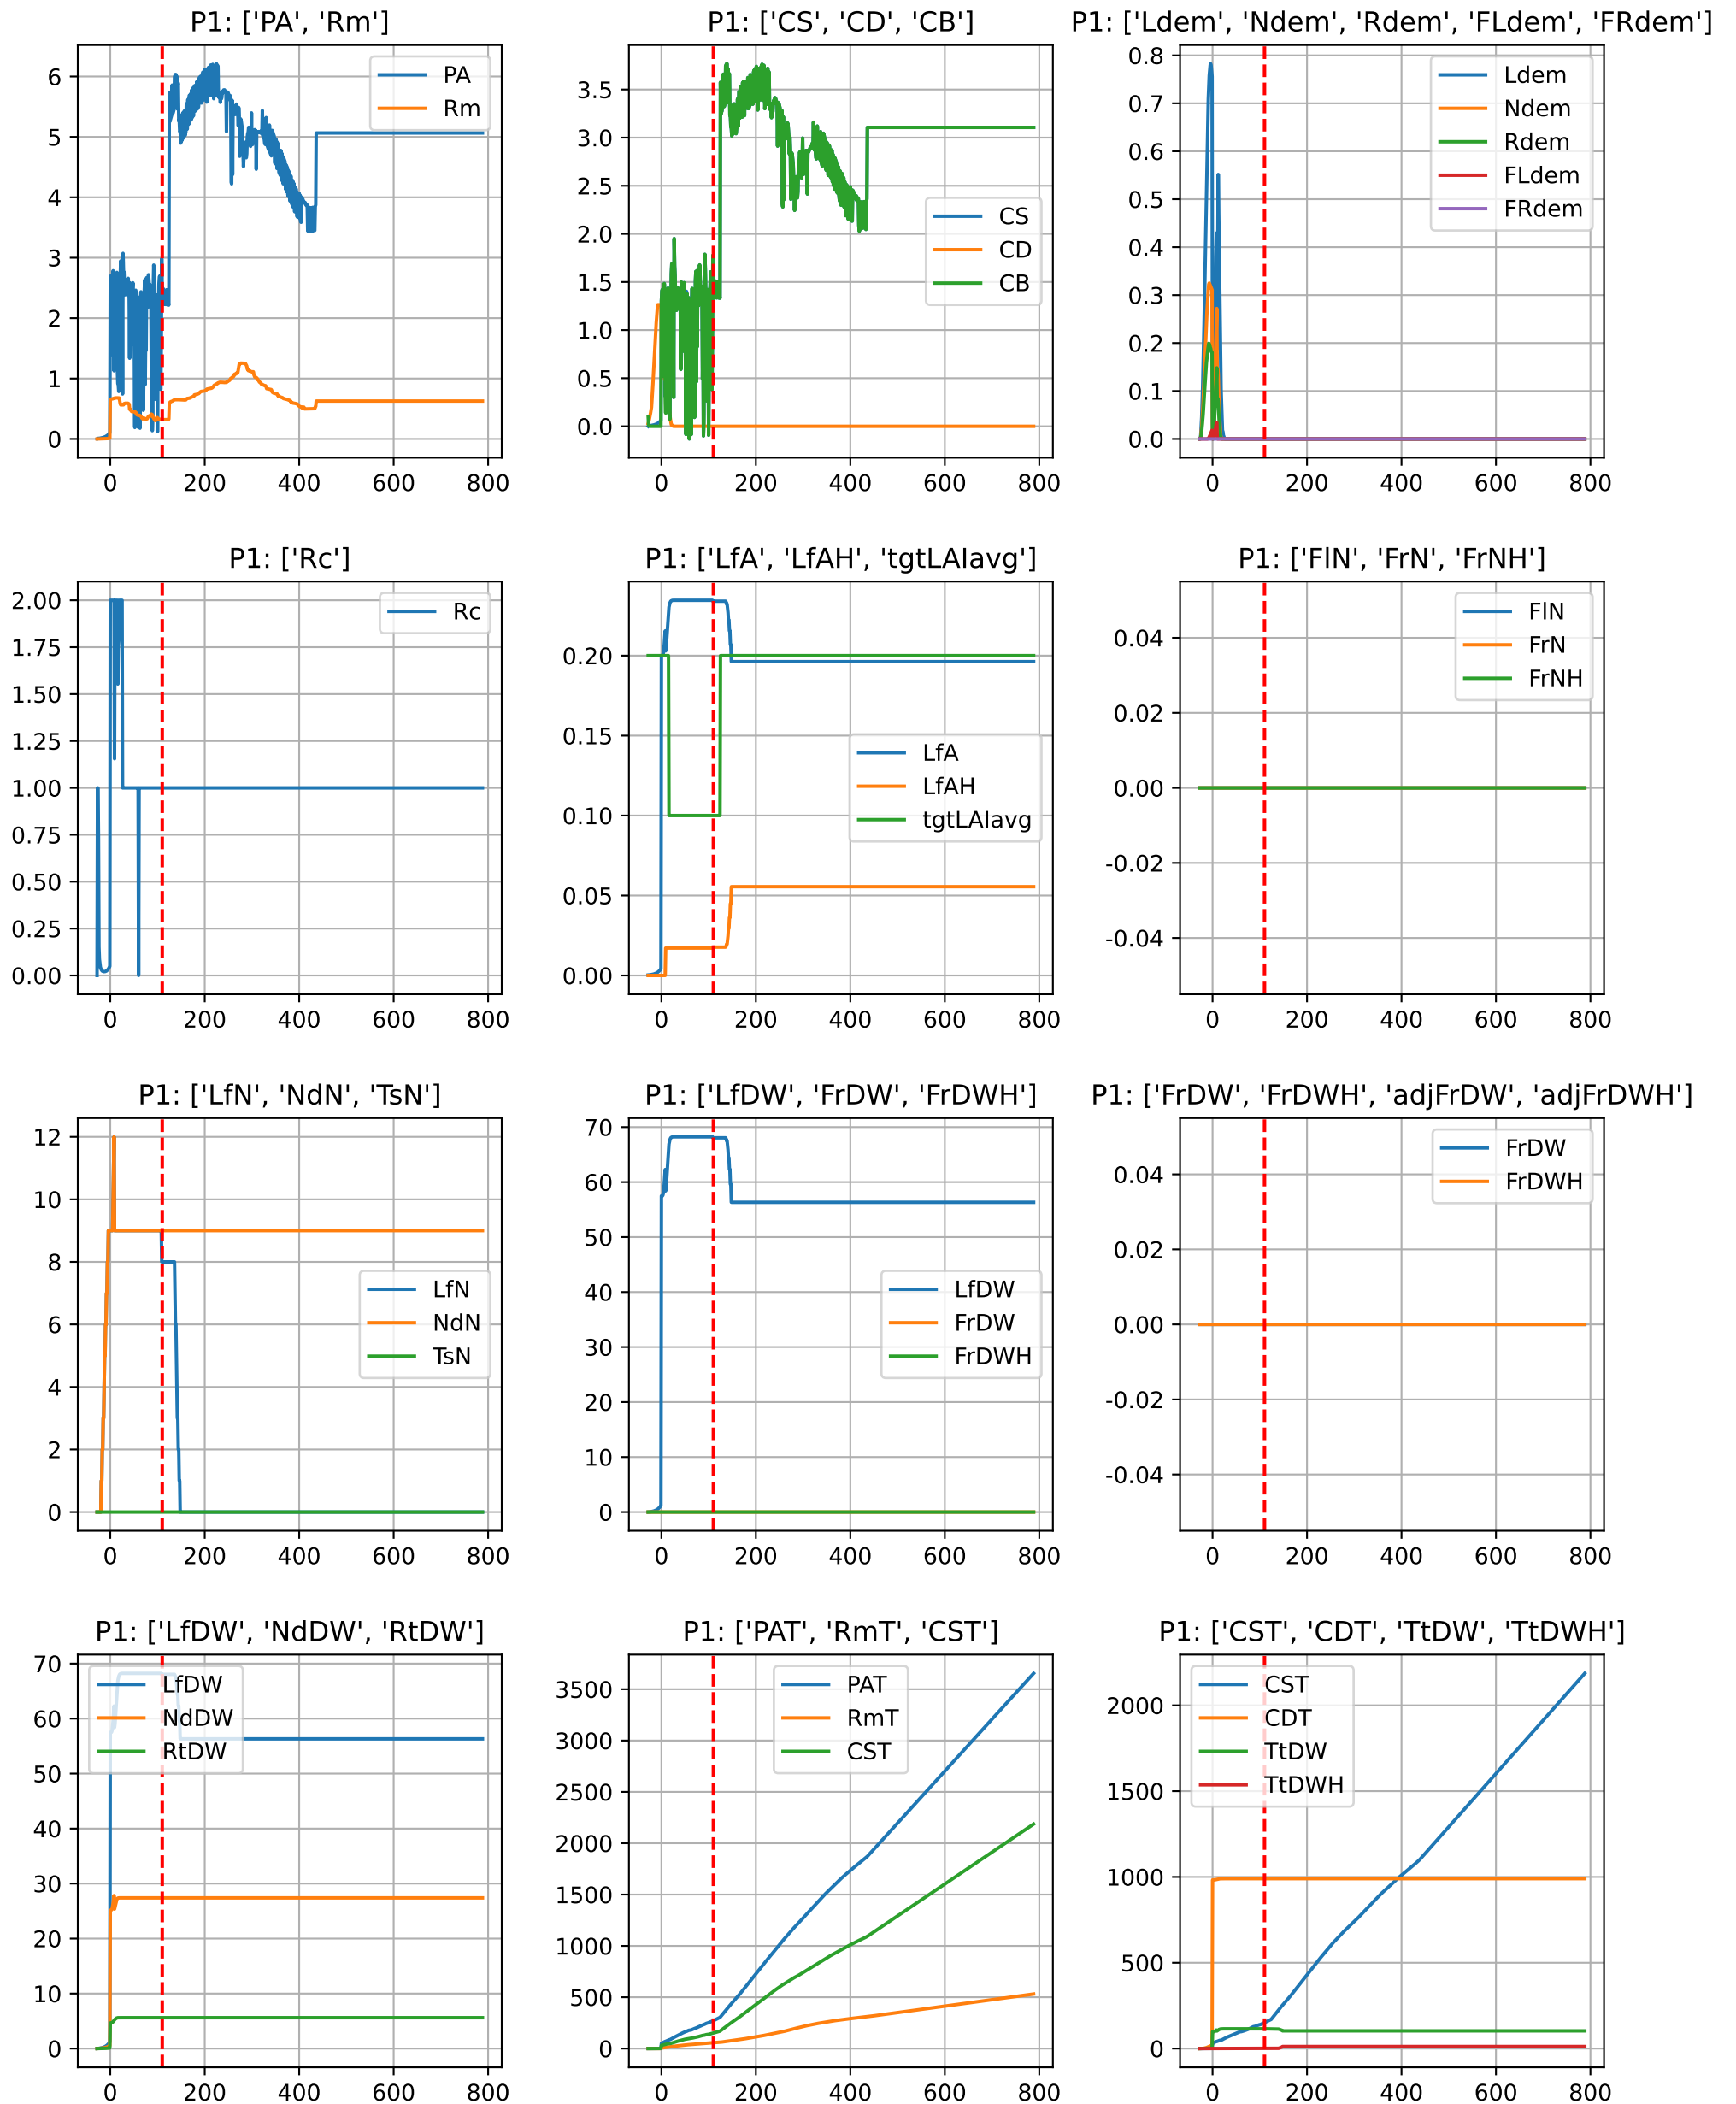 P1: ['PA', 'Rm']
6
5
4
3
2
1
0
0 200 400 600 800
PA
Rm
P1: ['CS', 'CD', 'CB']
3.5
3.0
2.5
2.0
1.5
1.0
0.5
0.0
0 200 400 600 800
CS
CD
CB
P1: ['Ldem', 'Ndem', 'Rdem', 'FLdem', 'FRdem']
0.8
0.7
0.6
0.5
0.4
0.3
0.2
0.1
0.0
0 200 400 600 800
Ldem
Ndem
Rdem
FLdem
FRdem
P1: ['Rc']
2.00
1.75
1.50
1.25
1.00
0.75
0.50
0.25
0.00
0 200 400 600 800
Rc
P1: ['LfA', 'LfAH', 'tgtLAIavg']
0.20
0.15
0.10
0.05
0.00
0 200 400 600 800
LfA
LfAH
tgtLAIavg
P1: ['FlN', 'FrN', 'FrNH']
0.04
0.02
0.00
-0.02
-0.04
0 200 400 600 800
FlN
FrN
FrNH
P1: ['LfN', 'NdN', 'TsN']
12
10
8
6
4
2
0
0 200 400 600 800
LfN
NdN
TsN
P1: ['LfDW', 'FrDW', 'FrDWH']
70
60
50
40
30
20
10
0
0 200 400 600 800
LfDW
FrDW
FrDWH
P1: ['FrDW', 'FrDWH', 'adjFrDW', 'adjFrDWH']
0.04
0.02
0.00
-0.02
-0.04
0 200 400 600 800
FrDW
FrDWH
P1: ['LfDW', 'NdDW', 'RtDW']
70
60
50
40
30
20
10
0
0 200 400 600 800
LfDW
NdDW
RtDW
P1: ['PAT', 'RmT', 'CST']
3500
3000
2500
2000
1500
1000
500
0
0 200 400 600 800
PAT
RmT
CST
P1: ['CST', 'CDT', 'TtDW', 'TtDWH']
2000
1500
1000
500
0
0 200 400 600 800
CST
CDT
TtDW
TtDWH